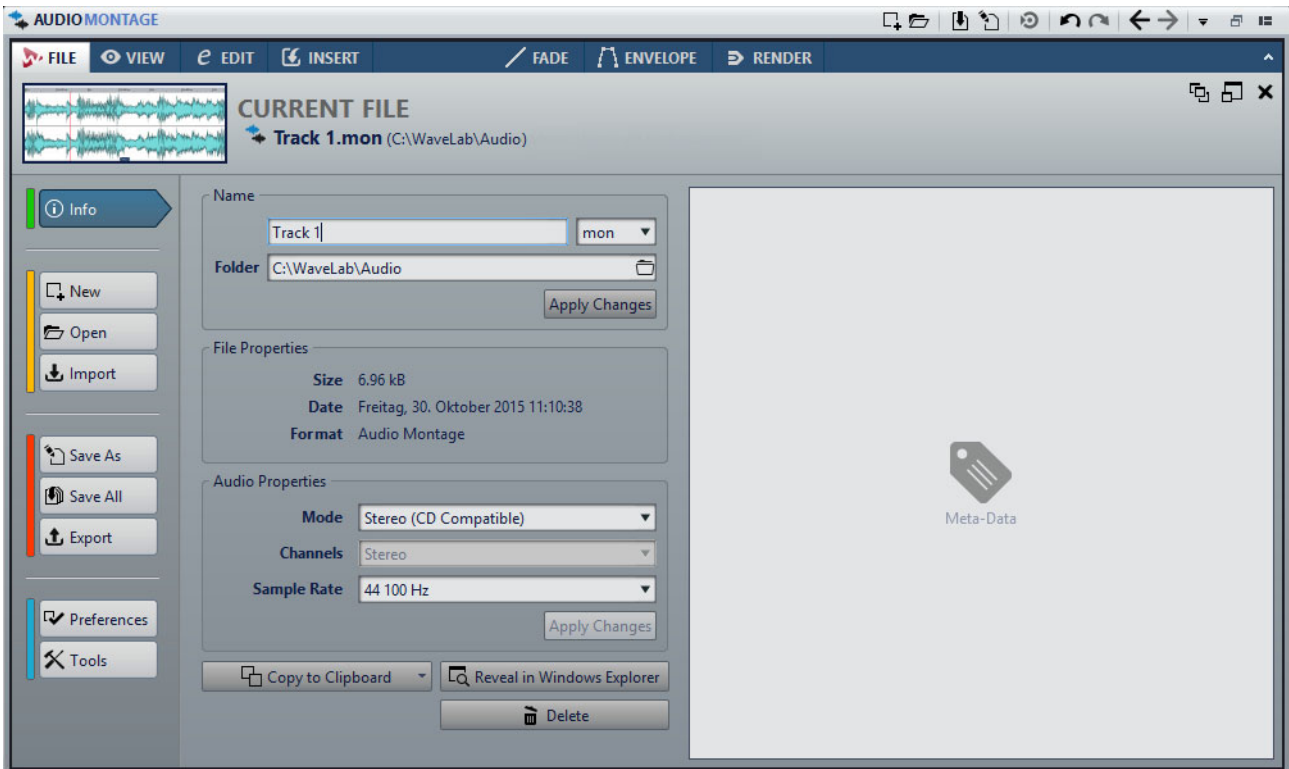 AUDIOMONTAGE
FILE VIEW EDIT INSERT FADE ENVELOPE RENDER
CURRENT FILE
Track 1.mon (C:\WaveLab\Audio)
Info
New
Open
Import
Save As
Save All
Export
Preferences
Tools
Name
Track 1 mon
Folder C:\WaveLab\Audio
Apply Changes
File Properties
Size 6.96 kB
Date Freitag, 30. Oktober 2015 11:10:38
Format Audio Montage
Audio Properties
Mode Stereo (CD Compatible)
Channels Stereo
Sample Rate 44 100 Hz
Apply Changes
Copy to Clipboard Reveal in Windows Explorer
Delete
Meta-Data